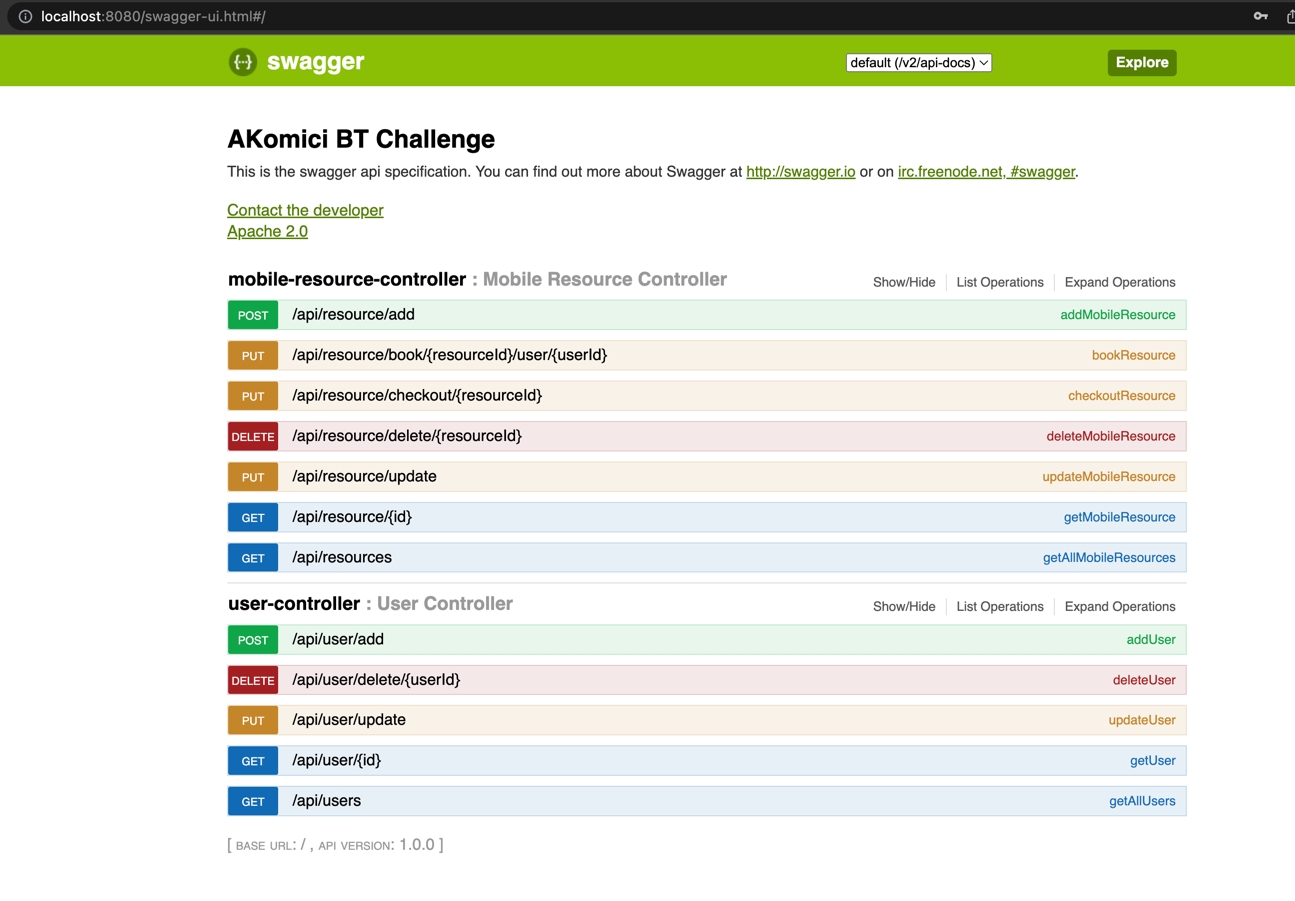 localhost:8080/swagger-ui.html#/
{··} swagger default (/v2/api-docs) Explore
AKomici BT Challenge
This is the swagger api specification. You can find out more about Swagger at http://swagger.io or on irc.freenode.net, #swagger.
Contact the developer
Apache 2.0
mobile-resource-controller : Mobile Resource Controller Show/Hide List Operations Expand Operations
POST /api/resource/add addMobileResource
PUT /api/resource/book/{resourceId}/user/{userId} bookResource
PUT /api/resource/checkout/{resourceId} checkoutResource
DELETE /api/resource/delete/{resourceId} deleteMobileResource
PUT /api/resource/update updateMobileResource
GET /api/resource/{id} getMobileResource
GET /api/resources getAllMobileResources
user-controller : User Controller Show/Hide List Operations Expand Operations
POST /api/user/add addUser
DELETE /api/user/delete/{userId} deleteUser
PUT /api/user/update updateUser
GET /api/user/{id} getUser
GET /api/users getAllUsers
[ BASE URL: / , API VERSION: 1.0.0 ]